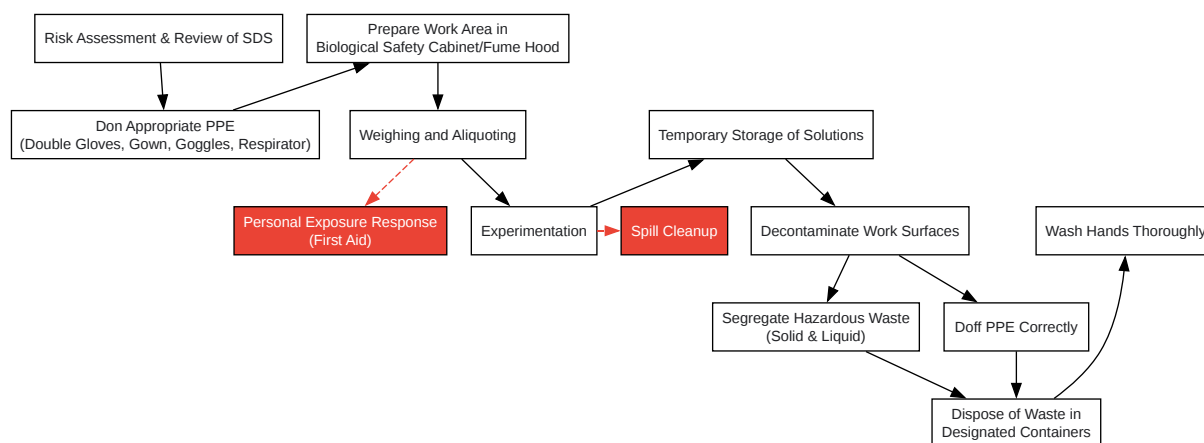 Risk Assessment & Review of SDS
Prepare Work Area in
Biological Safety Cabinet/Fume Hood
Don Appropriate PPE
(Double Gloves, Gown, Goggles, Respirator)
Weighing and Aliquoting
Temporary Storage of Solutions
Personal Exposure Response
(First Aid)
Experimentation
Spill Cleanup
Decontaminate Work Surfaces
Wash Hands Thoroughly
Segregate Hazardous Waste
(Solid & Liquid)
Doff PPE Correctly
Dispose of Waste in
Designated Containers